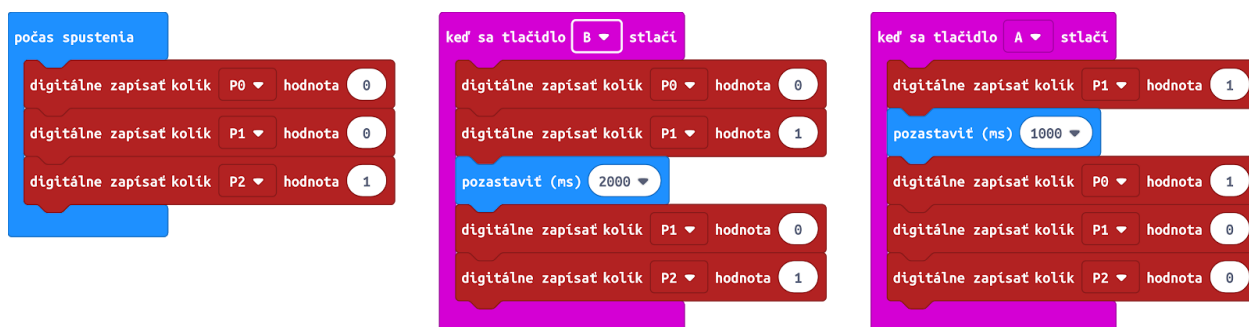 počas spustenia
digitálne zapísať kolík P0 hodnota 0
digitálne zapísať kolík P1 hodnota 0
digitálne zapísať kolík P2 hodnota 1
keď sa tlačidlo B stlačí
digitálne zapísať kolík P0 hodnota 0
digitálne zapísať kolík P1 hodnota 1
pozastaviť (ms) 2000
digitálne zapísať kolík P1 hodnota 0
digitálne zapísať kolík P2 hodnota 1
keď sa tlačidlo A stlačí
digitálne zapísať kolík P1 hodnota 1
pozastaviť (ms) 1000
digitálne zapísať kolík P0 hodnota 1
digitálne zapísať kolík P1 hodnota 0
digitálne zapísať kolík P2 hodnota 0